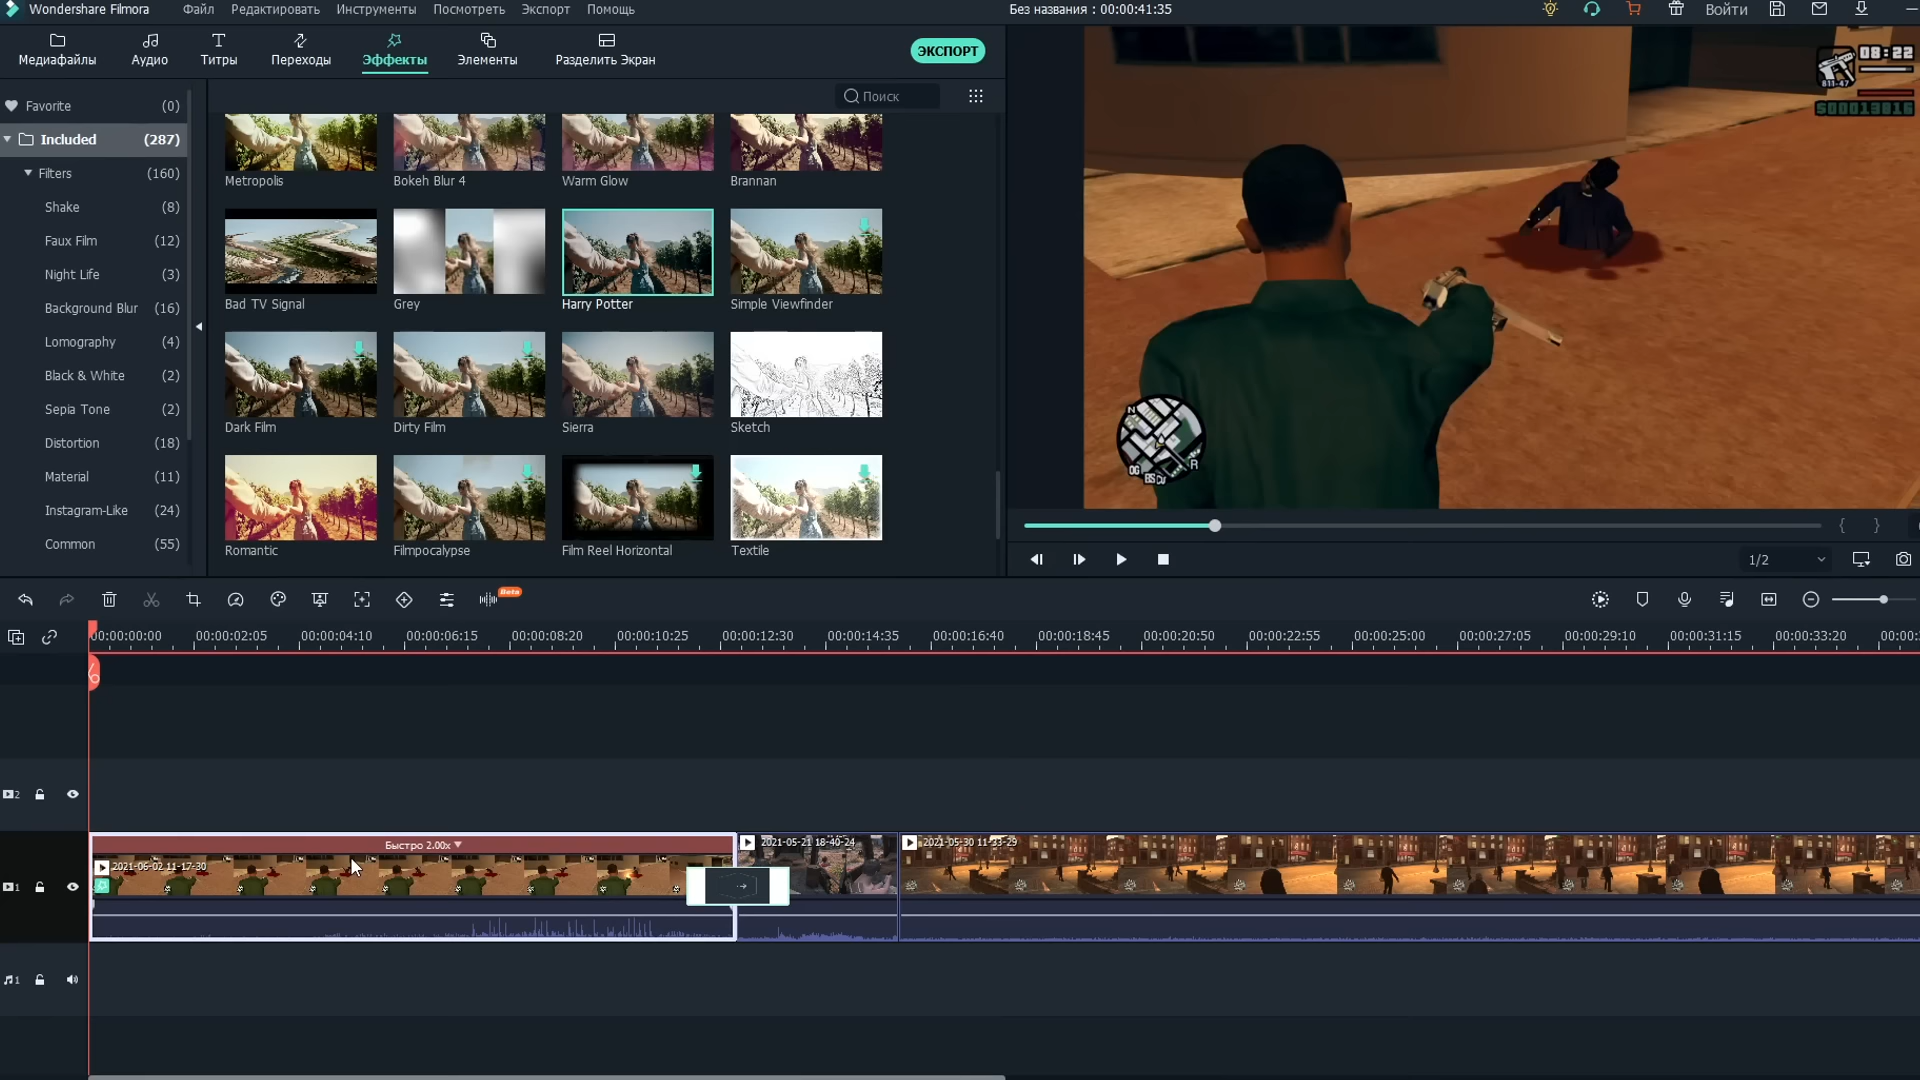 Wondershare Filmora
Файл
Редактировать
Инструменты
Посмотреть
Экспорт
Помощь
Без названия : 00:00:41:35
Войти
Медиафайлы
Аудио
Титры
Переходы
Эффекты
Элементы
Разделить Экран
ЭКСПОРТ
Favorite (0)
Included (287)
Filters (160)
Shake (8)
Faux Film (12)
Night Life (3)
Background Blur (16)
Lomography (4)
Black & White (2)
Sepia Tone (2)
Distortion (18)
Material (11)
Instagram-Like (24)
Common (55)
Поиск
Metropolis
Bokeh Blur 4
Warm Glow
Brannan
Bad TV Signal
Grey
Harry Potter
Simple Viewfinder
Dark Film
Dirty Film
Sierra
Sketch
Romantic
Filmpocalypse
Film Reel Horizontal
Textile
08:22
811-47
$00013816
N
R
{ }
1/2
Beta
00:00:00:00
00:00:02:05
00:00:04:10
00:00:06:15
00:00:08:20
00:00:10:25
00:00:12:30
00:00:14:35
00:00:16:40
00:00:18:45
00:00:20:50
00:00:22:55
00:00:25:00
00:00:27:05
00:00:29:10
00:00:31:15
00:00:33:20
2
Быстро 2.00x
2021-06-02 11-17-30
2021-05-21 18-40-24
2021-05-30 11-33-29
1
1